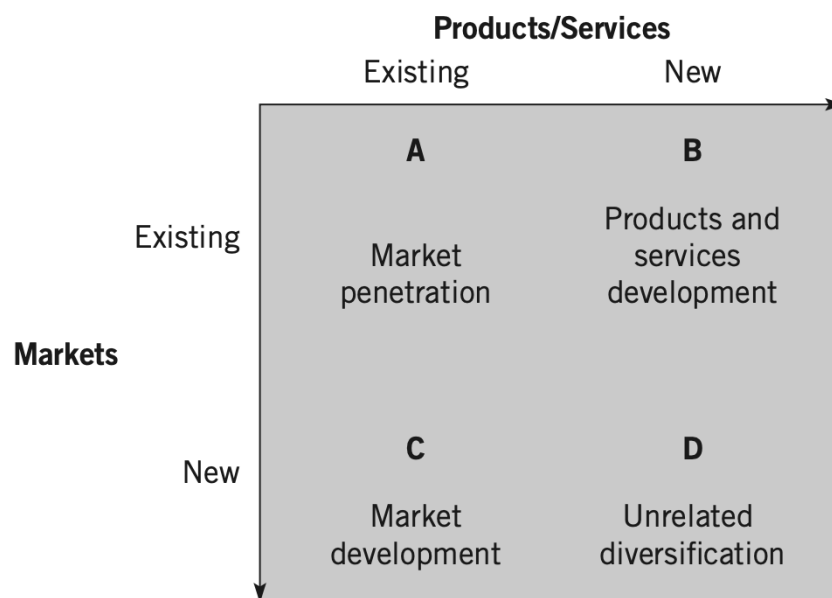 Products/Services
Existing
New
A
B
Existing
Market
penetration
Products and
services
development
Markets
New
C
D
Market
development
Unrelated
diversification